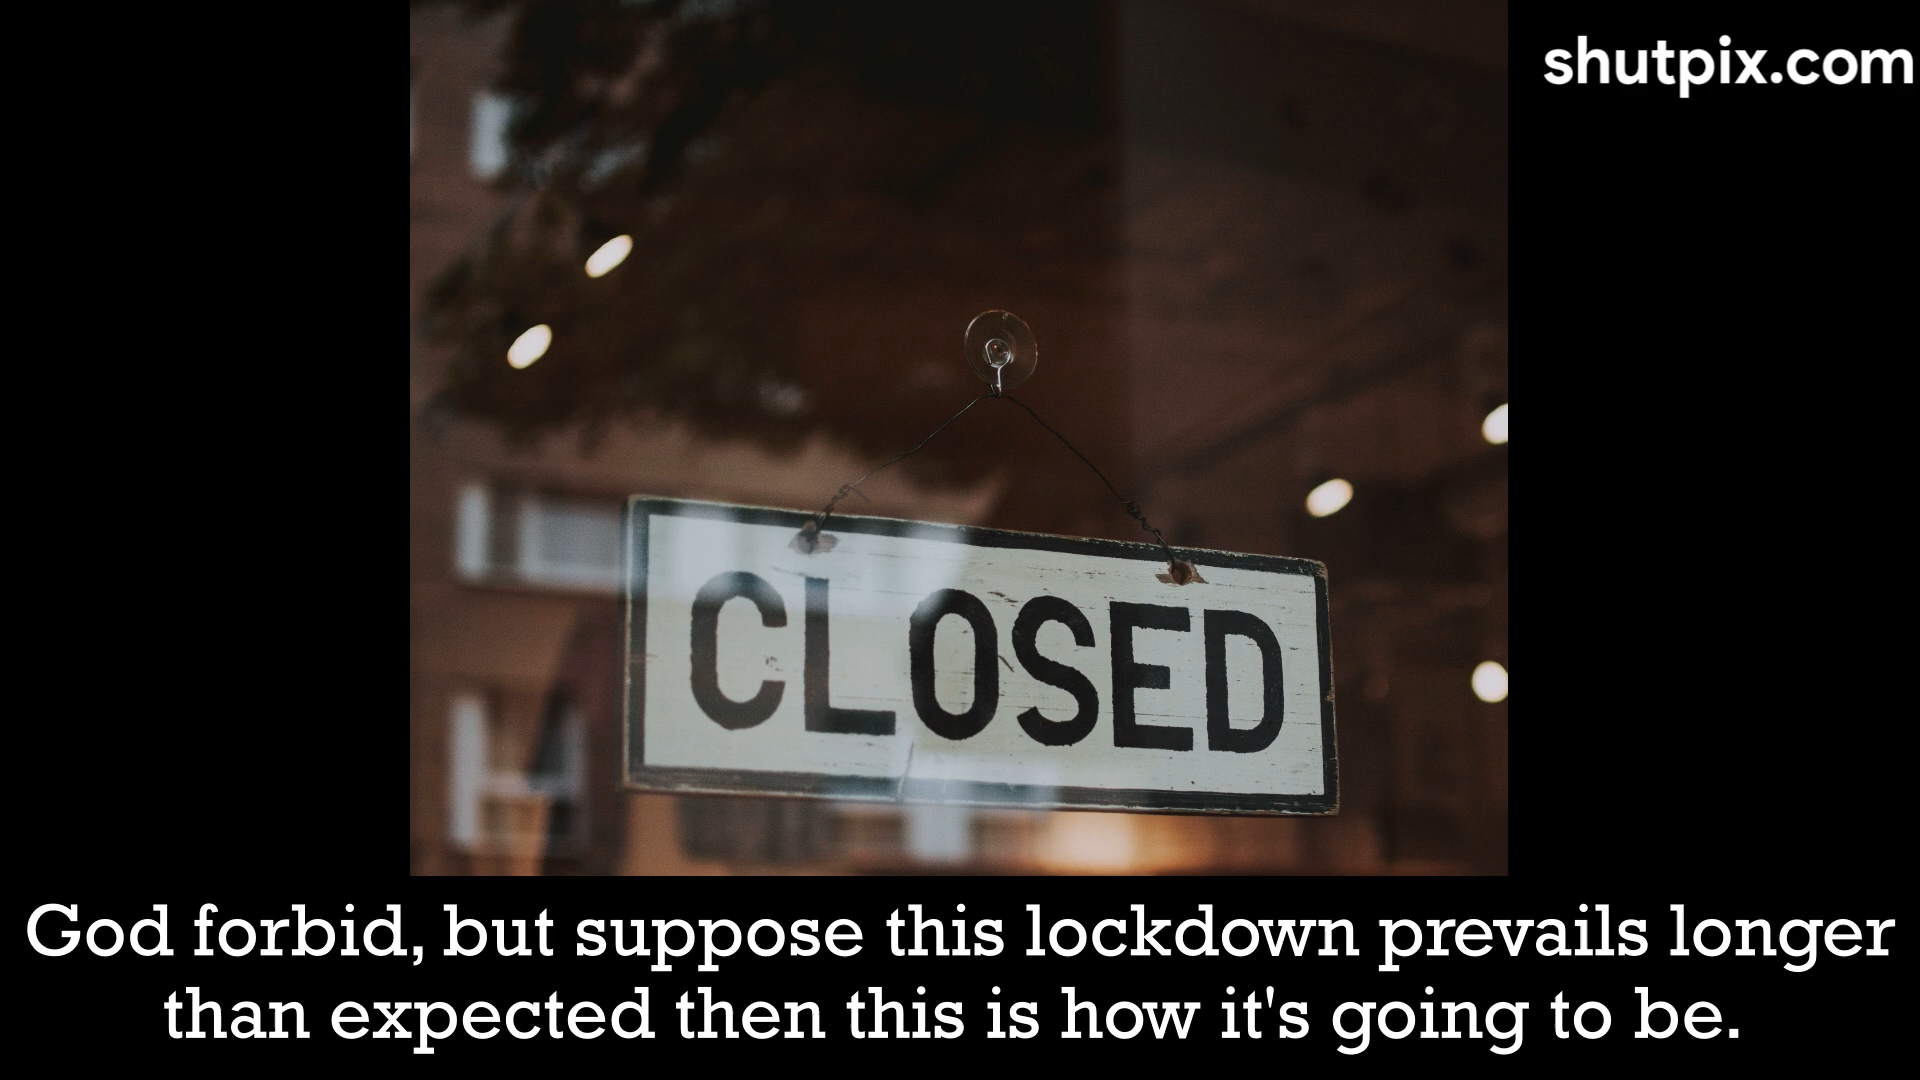 shutpix.com
CLOSED
God forbid, but suppose this lockdown prevails longer
than expected then this is how it's going to be.